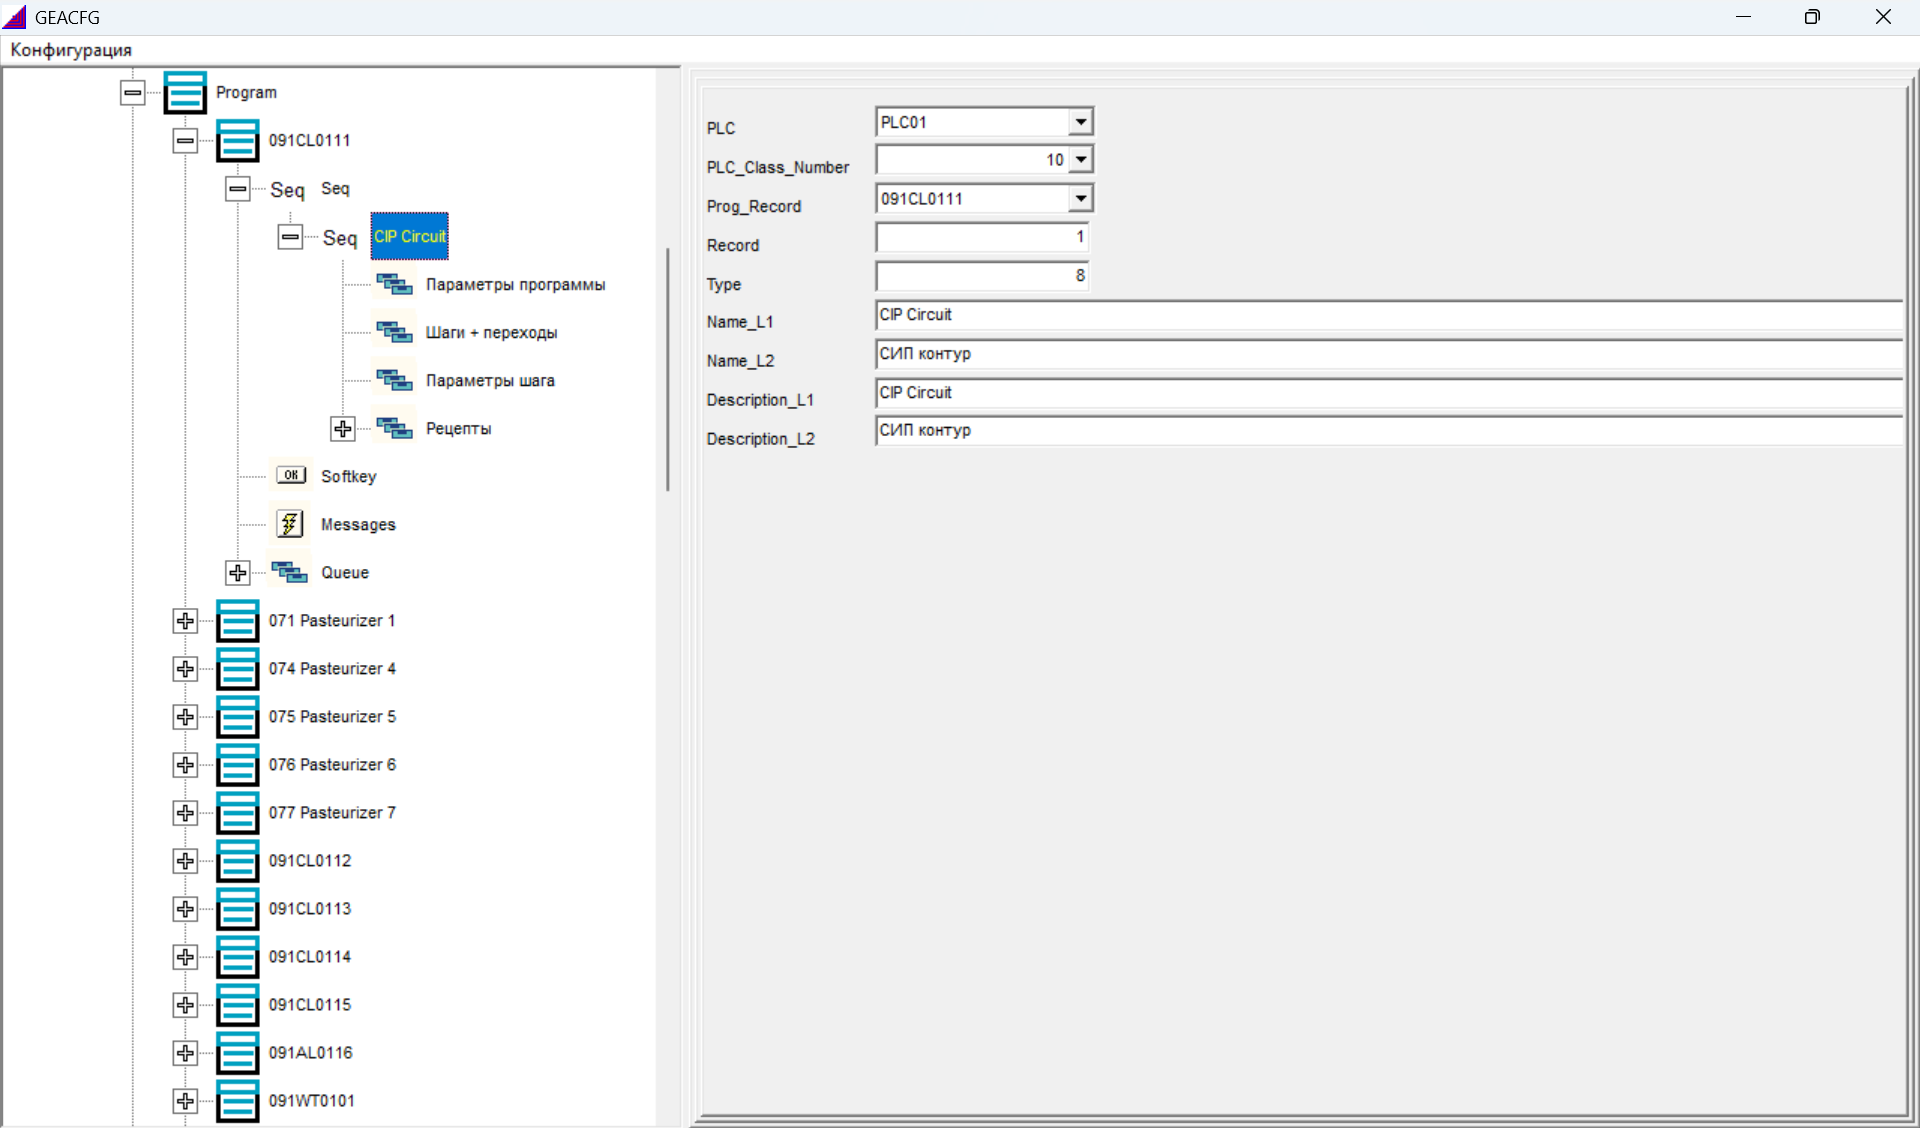 GEACFG
Конфигурация
Program
091CL0111
Seq Seq
Seq CIP Circuit
Параметры программы
Шаги + переходы
Параметры шага
Рецепты
OK Softkey
Messages
Queue
071 Pasteurizer 1
074 Pasteurizer 4
075 Pasteurizer 5
076 Pasteurizer 6
077 Pasteurizer 7
091CL0112
091CL0113
091CL0114
091CL0115
091AL0116
091WT0101
PLC PLC01
PLC_Class_Number 10
Prog_Record 091CL0111
Record 1
Type 8
Name_L1 CIP Circuit
Name_L2 СИП контур
Description_L1 CIP Circuit
Description_L2 СИП контур